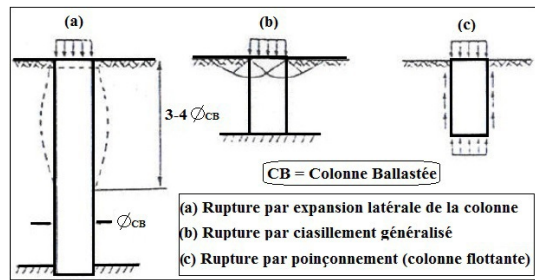 (a)
(b)
(c)
3-4 ∅CB
CB = Colonne Ballastée
∅CB
(a) Rupture par expansion latérale de la colonne
(b) Rupture par ciasillement généralisé
(c) Rupture par poinçonnement (colonne flottante)